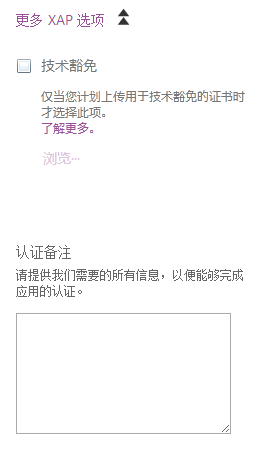 更多 XAP 选项
技术豁免
仅当您计划上传用于技术豁免的证书时
才选择此项。
了解更多。
浏览...
认证备注
请提供我们需要的所有信息，以便能够完成
应用的认证。